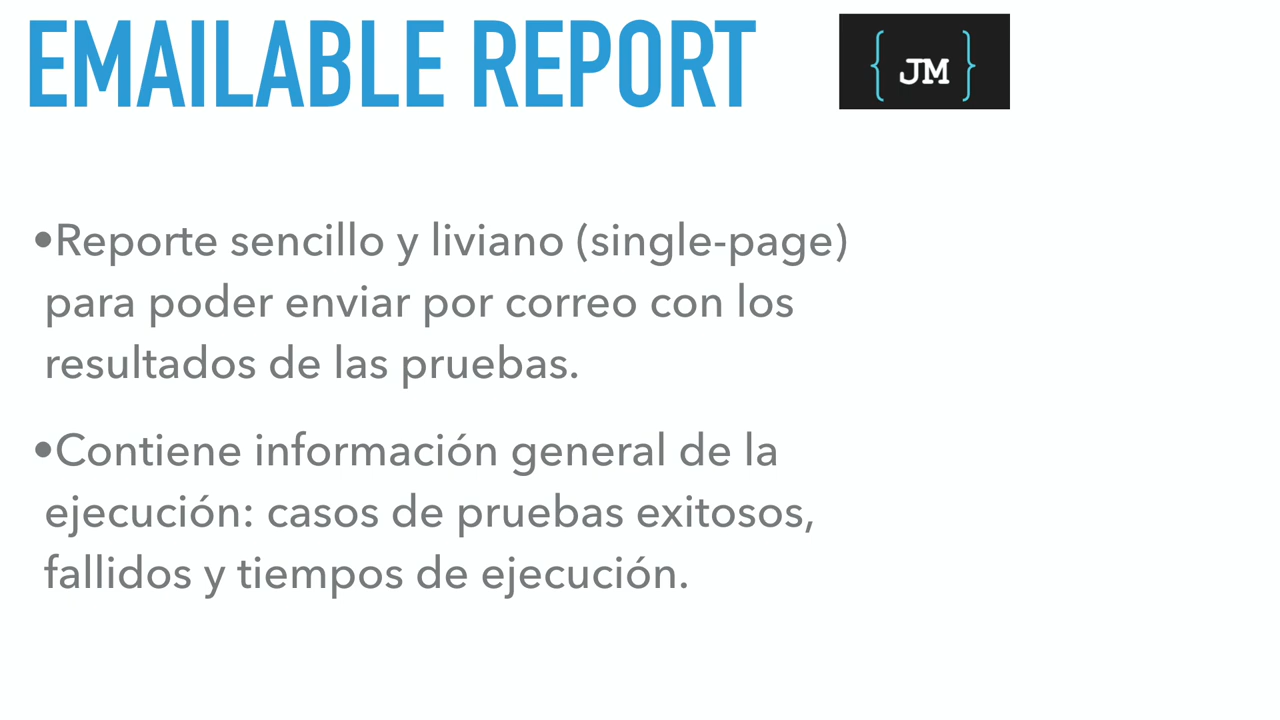 EMAILABLE REPORT
{ JM }
•Reporte sencillo y liviano (single-page)
para poder enviar por correo con los
resultados de las pruebas.
•Contiene información general de la
ejecución: casos de pruebas exitosos,
fallidos y tiempos de ejecución.